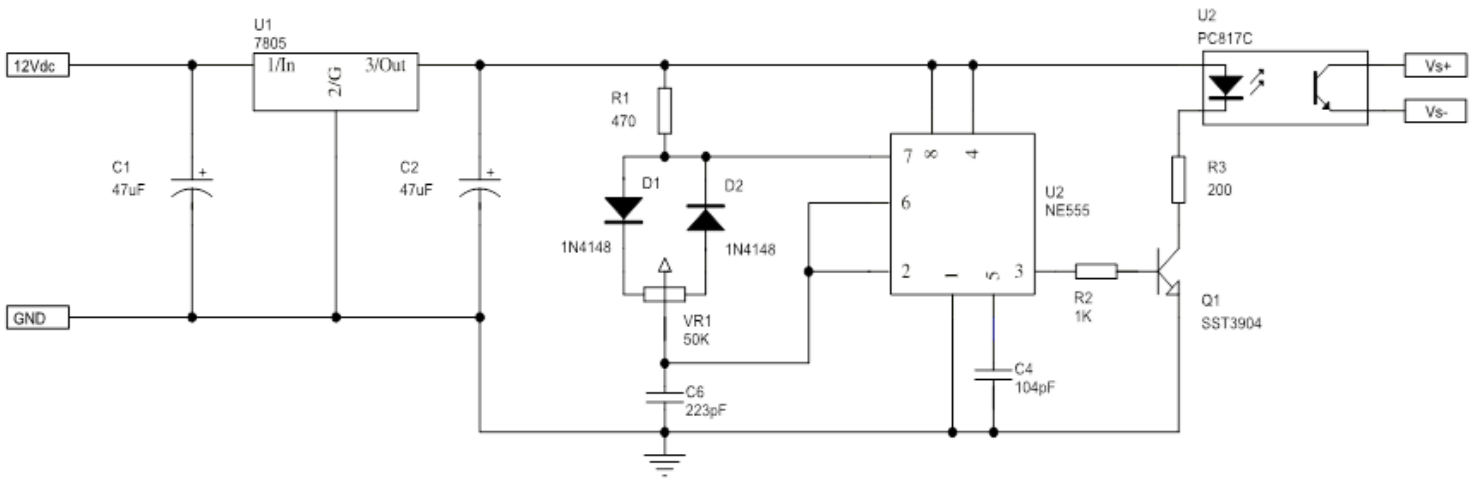 U1
7805
12Vdc
1/In
2/G
3/Out
C1
47uF
C2
47uF
GND
R1
470
D1
1N4148
D2
1N4148
VR1
50K
C6
223pF
7
8
4
6
2
1
5
3
U2
NE555
C4
104pF
R2
1K
Q1
SST3904
R3
200
U2
PC817C
Vs+
Vs-
+
+